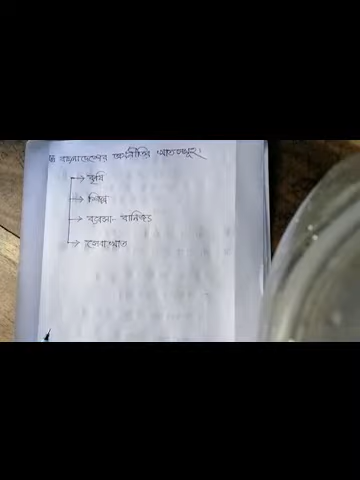 বাংলাদেশের অর্থনীতির খাতসমূহ:
→ কৃষি
→ শিল্প
→ ব্যবসা- বানিজ্য
→ সেবাখাত